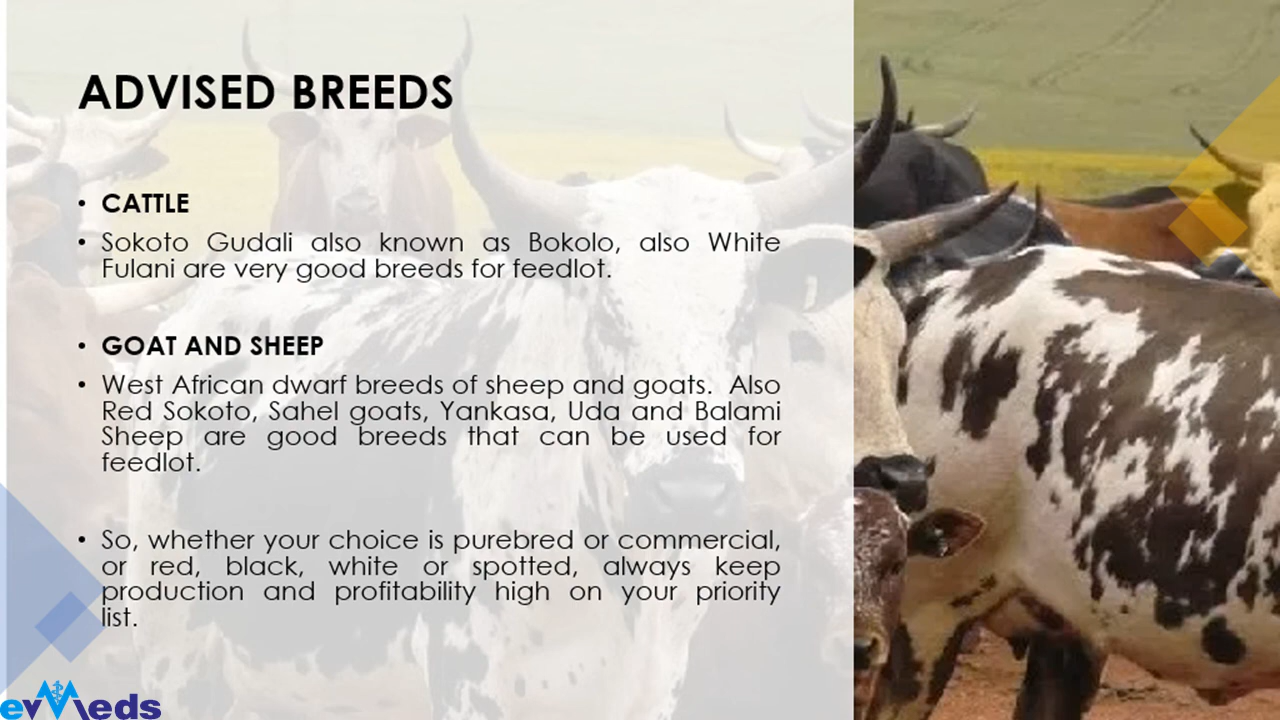 ADVISED BREEDS
• CATTLE
• Sokoto Gudali also known as Bokolo, also White
Fulani are very good breeds for feedlot.
• GOAT AND SHEEP
• West African dwarf breeds of sheep and goats. Also
Red Sokoto, Sahel goats, Yankasa, Uda and Balami
Sheep are good breeds that can be used for
feedlot.
• So, whether your choice is purebred or commercial,
or red, black, white or spotted, always keep
production and profitability high on your priority
list.
evMeds